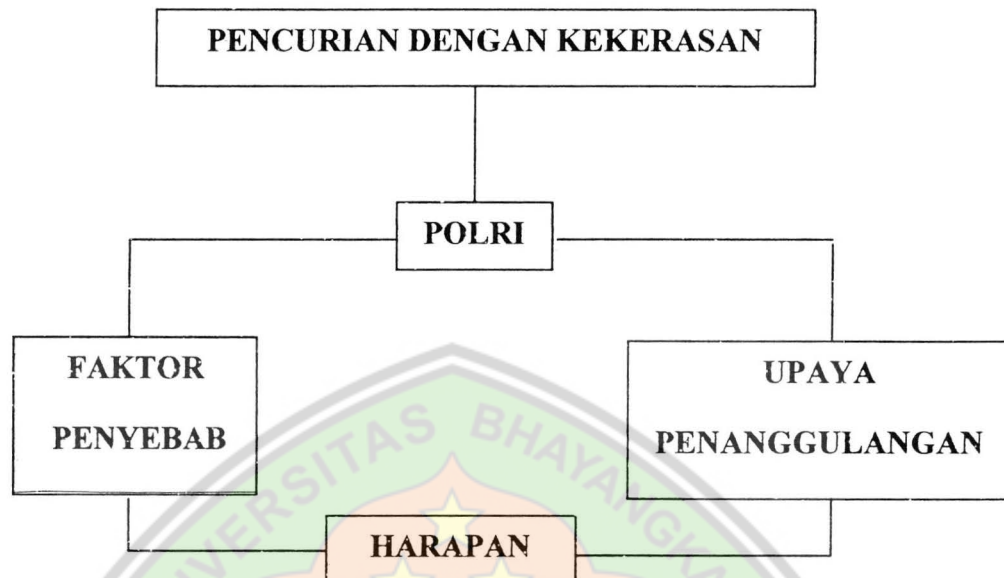 PENCURIAN DENGAN KEKERASAN
POLRI
FAKTOR
PENYEBAB
UPAYA
PENANGGULANGAN
HARAPAN